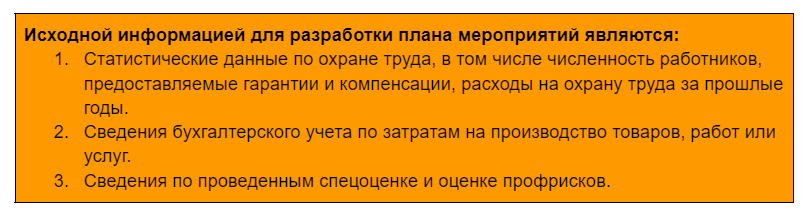 Исходной информацией для разработки плана мероприятий являются:
1. Статистические данные по охране труда, в том числе численность работников,
предоставляемые гарантии и компенсации, расходы на охрану труда за прошлые
годы.
2. Сведения бухгалтерского учета по затратам на производство товаров, работ или
услуг.
3. Сведения по проведенным спецоценке и оценке профрисков.